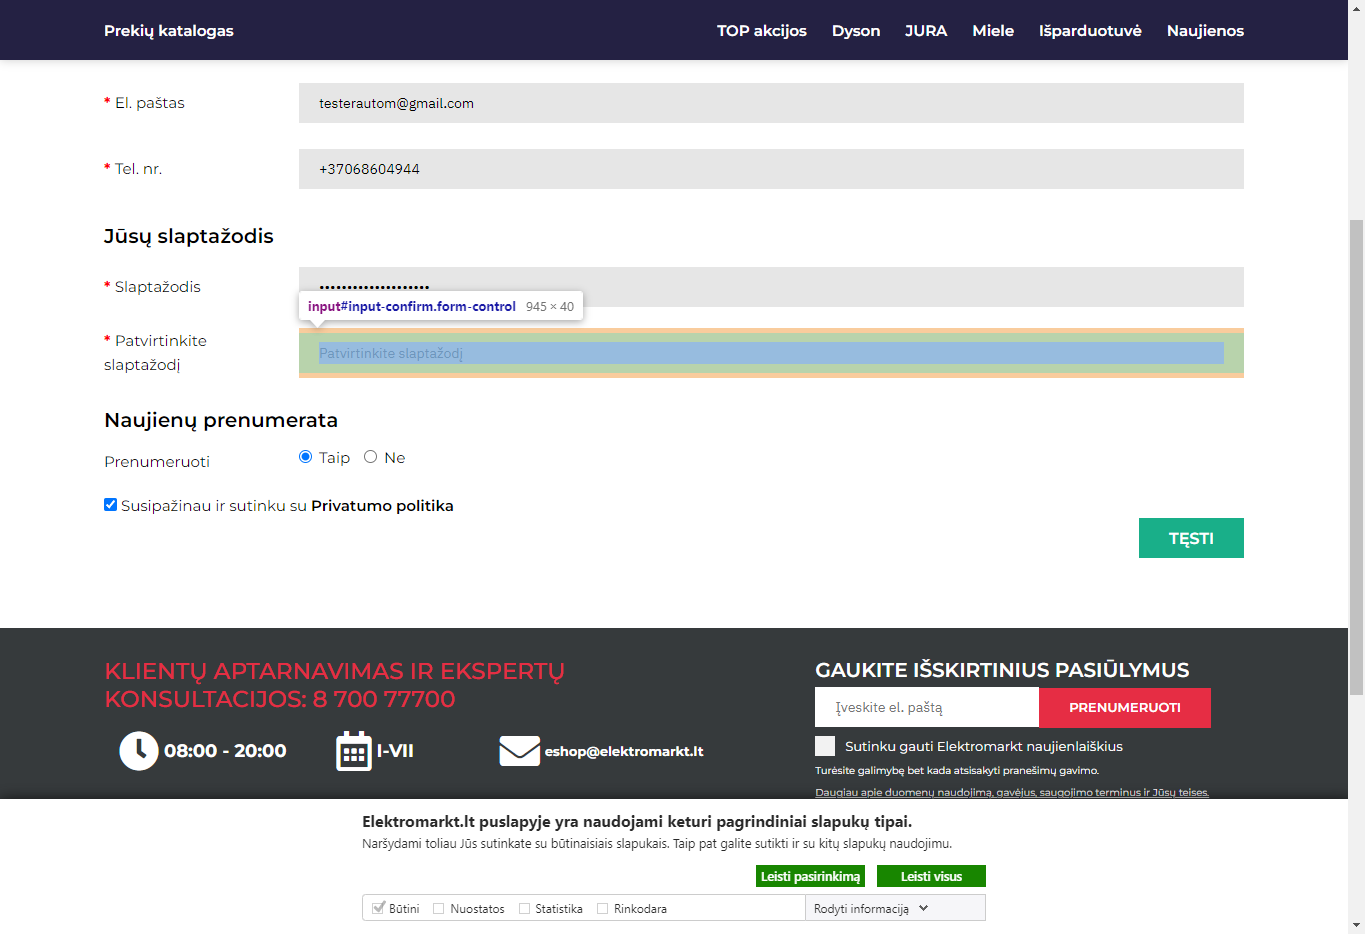 Prekių katalogas
TOP akcijos Dyson JURA Miele Išparduotuvė Naujienos
* El. paštas
testerautom@gmail.com
* Tel. nr.
+37068604944
Jūsų slaptažodis
* Slaptažodis
••••••••••••••••••••
input#input-confirm.form-control 945 × 40
* Patvirtinkite
slaptažodį
Patvirtinkite slaptažodį
Naujienų prenumerata
Prenumeruoti
Taip Ne
Susipažinau ir sutinku su Privatumo politika
TĘSTI
KLIENTŲ APTARNAVIMAS IR EKSPERTŲ
KONSULTACIJOS: 8 700 77700
08:00 - 20:00 I-VII eshop@elektromarkt.lt
GAUKITE IŠSKIRTINIUS PASIŪLYMUS
Įveskite el. paštą PRENUMERUOTI
Sutinku gauti Elektromarkt naujienlaiškius
Turėsite galimybę bet kada atsisakyti pranešimų gavimo.
Daugiau apie duomenų naudojimą, gavėjus, saugojimo terminus ir Jūsų teises.
Elektromarkt.lt puslapyje yra naudojami keturi pagrindiniai slapukų tipai.
Naršydami toliau Jūs sutinkate su būtinaisiais slapukais. Taip pat galite sutikti ir su kitų slapukų naudojimu.
Leisti pasirinkimą Leisti visus
Būtini Nuostatos Statistika Rinkodara Rodyti informaciją